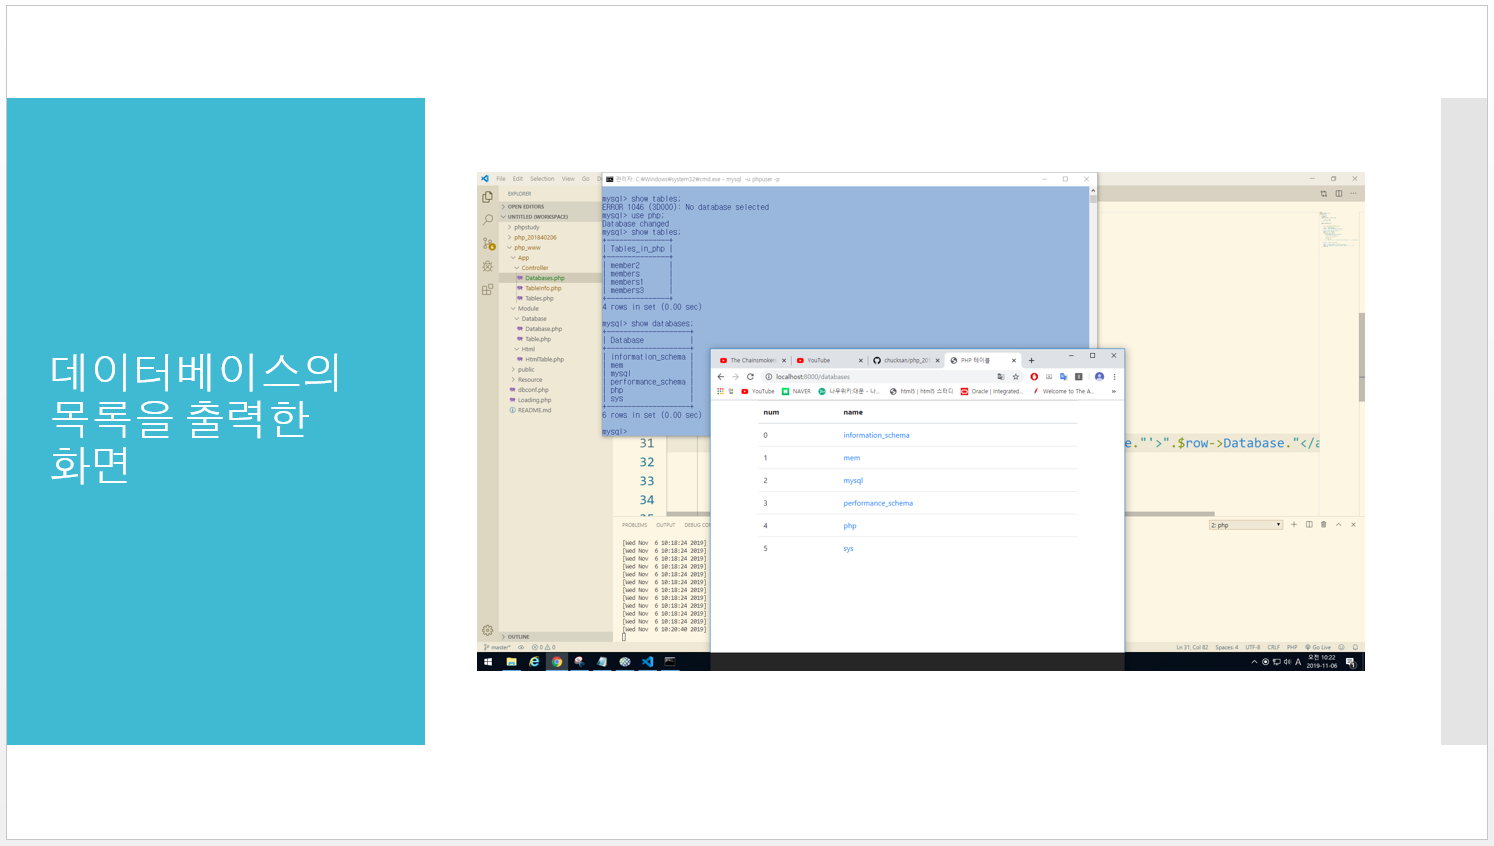 데이터베이스의
목록을 출력한
화면
File Edit Selection View Go
관리자: C:₩Windows₩system32₩cmd.exe - mysql -u phpuser -p
EXPLORER
OPEN EDITORS
UNTITLED (WORKSPACE)
phpstudy
php_201840206
php_www
App
Controller
Databases.php
TableInfo.php
Tables.php
Module
Database
Database.php
Table.php
Html
HtmlTable.php
public
Resource
dbconf.php
Loading.php
README.md
OUTLINE
mysql> show tables;
ERROR 1046 (3D000): No database selected
mysql> use php;
Database changed
mysql> show tables;
+---------------+
| Tables_in_php |
+---------------+
| member2 |
| members |
| members1 |
| members3 |
+---------------+
4 rows in set (0.00 sec)
mysql> show databases;
+--------------------+
| Database |
+--------------------+
| information_schema |
| mem |
| mysql |
| performance_schema |
| php |
| sys |
+--------------------+
6 rows in set (0.00 sec)
mysql>
The Chainsmokers YouTube chucksan/php_20 PHP 테이블
localhost:8000/databases
앱 YouTube NAVER 나무위키:대문 - 나... html5 | html5 스터디 Oracle | Integrated... Welcome to The A... »
num name
0 information_schema
1 mem
2 mysql
3 performance_schema
4 php
5 sys
31 e."'>".$row->Database."</a
32
33
34
PROBLEMS OUTPUT DEBUG CO 2: php
[Wed Nov 6 10:18:24 2019]
[Wed Nov 6 10:18:24 2019]
[Wed Nov 6 10:18:24 2019]
[Wed Nov 6 10:18:24 2019]
[Wed Nov 6 10:18:24 2019]
[Wed Nov 6 10:18:24 2019]
[Wed Nov 6 10:18:24 2019]
[Wed Nov 6 10:18:24 2019]
[Wed Nov 6 10:18:24 2019]
[Wed Nov 6 10:18:24 2019]
[Wed Nov 6 10:18:24 2019]
[Wed Nov 6 10:20:40 2019]
master* 0 0 Ln 31, Col 82 Spaces: 4 UTF-8 CRLF PHP Go Live
A 오전 10:22
2019-11-06